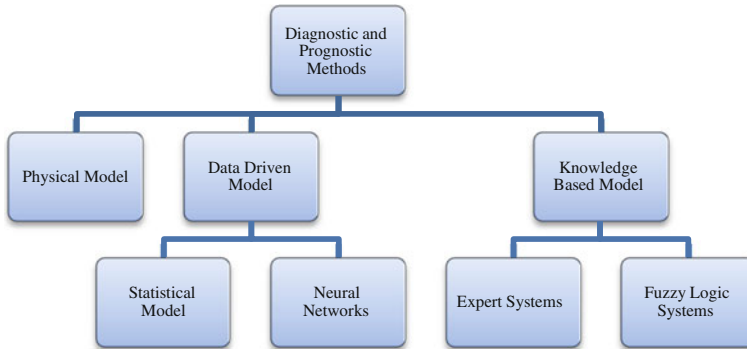 Diagnostic and
Prognostic
Methods
Physical Model
Data Driven
Model
Knowledge
Based Model
Statistical
Model
Neural
Networks
Expert Systems
Fuzzy Logic
Systems